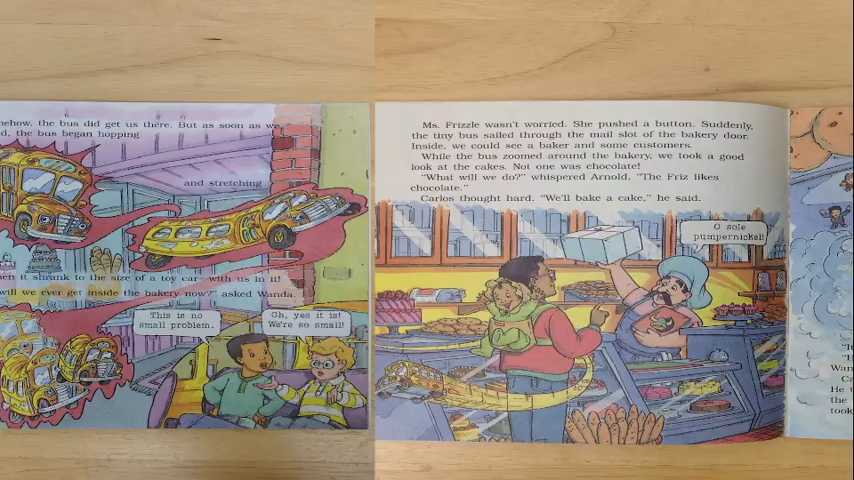 the bus did get us there. But as soon as we
the bus began hopping
and stretching
it shrunk to the size of a toy car—with us in it!
will we ever get inside the bakery now?" asked Wanda.
This is no
small problem.
Oh, yes it is!
We're so small!
Ms. Frizzle wasn't worried. She pushed a button. Suddenly,
the tiny bus sailed through the mail slot of the bakery door.
Inside, we could see a baker and some customers.
While the bus zoomed around the bakery, we took a good
look at the cakes. Not one was chocolate!
"What will we do?" whispered Arnold. "The Friz likes
chocolate."
Carlos thought hard. "We'll bake a cake," he said.
O sole
pumpernickel!
He
the
took